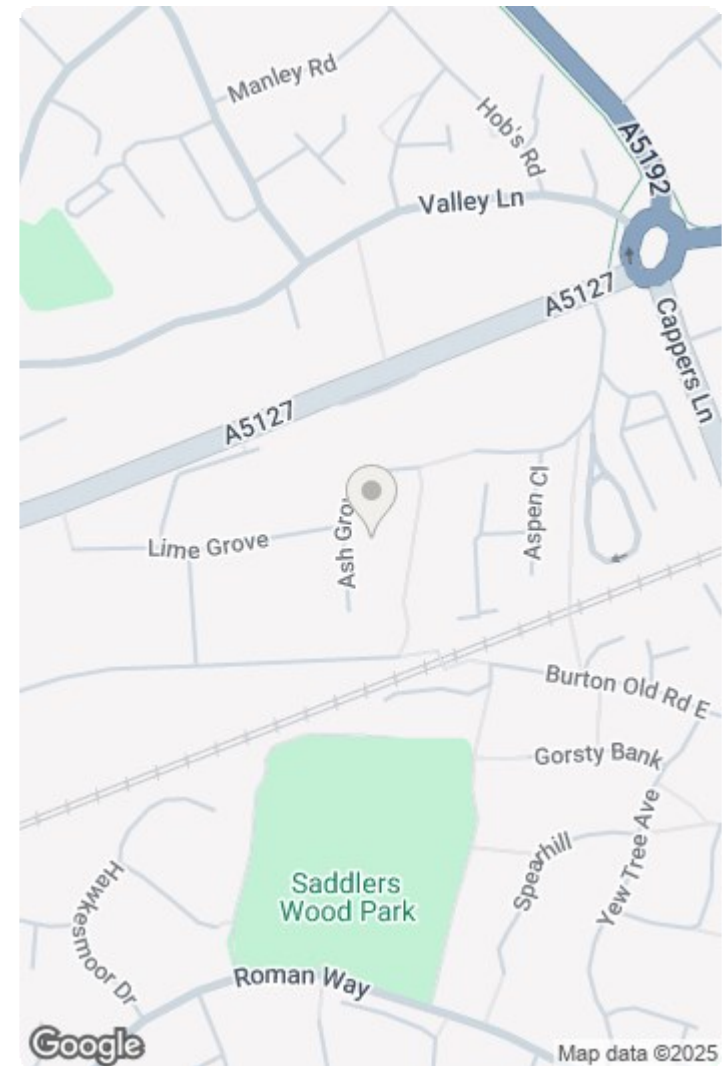 Manley Rd
Hob's Rd
A5192
Valley Ln
A5127
Cappers Ln
A5127
Lime Grove
Ash Gro
Aspen Cl
Burton Old Rd E
Gorsty Bank
Yew Tree Ave
Spearhill
Hawkesmoor Dr
Saddlers
Wood Park
Roman Way
Google
Map data ©2025